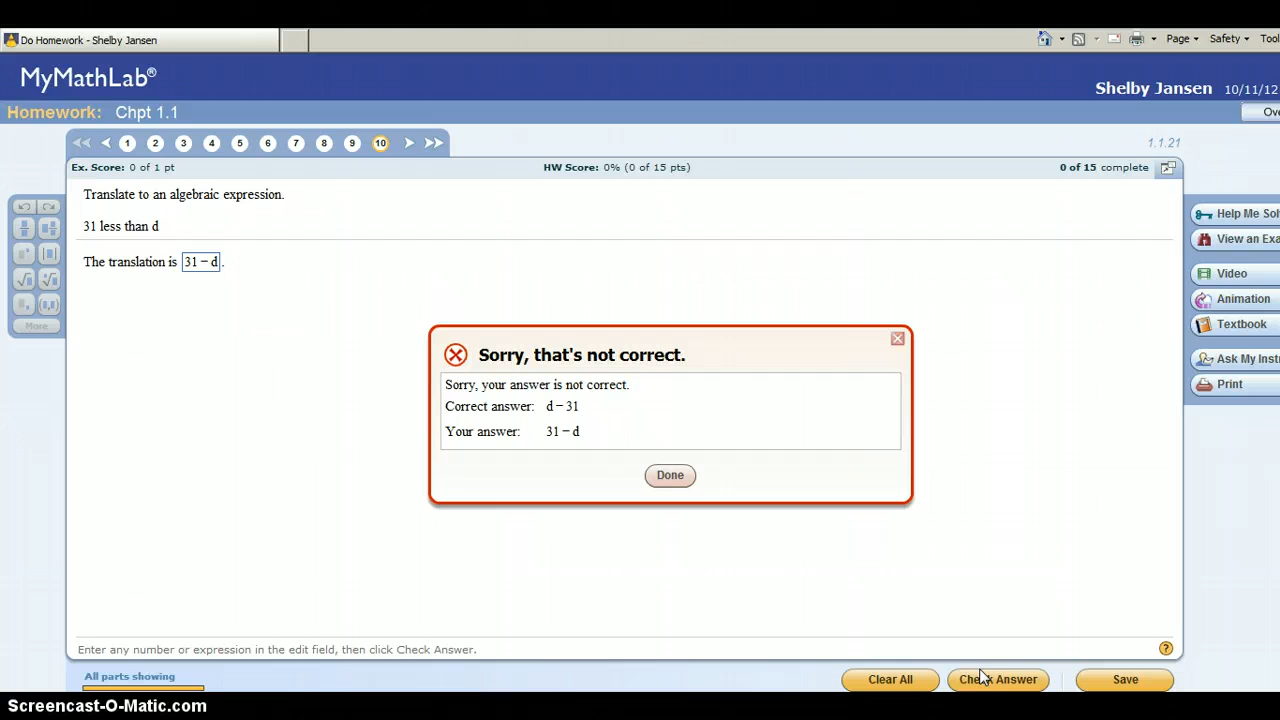 Do Homework - Shelby Jansen
Page Safety Tool
MyMathLab®
Shelby Jansen 10/11/12
Homework: Chpt 1.1
Ov
1 2 3 4 5 6 7 8 9 10
1.1.21
Ex. Score: 0 of 1 pt HW Score: 0% (0 of 15 pts) 0 of 15 complete
Translate to an algebraic expression.
31 less than d
The translation is 31 − d .
Help Me Sol
View an Exa
Video
Animation
Textbook
Ask My Inst
Print
More
Sorry, that's not correct.
Sorry, your answer is not correct.
Correct answer: d − 31
Your answer: 31 − d
Done
Enter any number or expression in the edit field, then click Check Answer.
?
All parts showing
Clear All Check Answer Save
Screencast-O-Matic.com